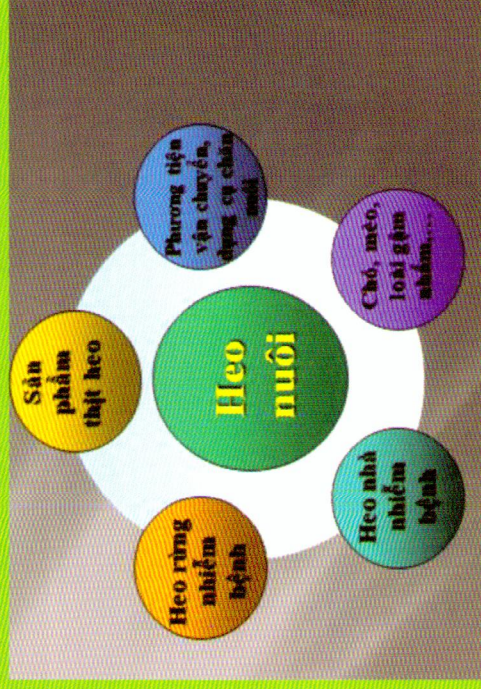 Sản
phẩm
thịt heo
Phương tiện
vận chuyển,
dụng cụ chăn
nuôi
Chó, mèo,
loài gặm
nhấm,...
Heo nhà
nhiễm
bệnh
Heo rừng
nhiễm
bệnh
Heo
nuôi